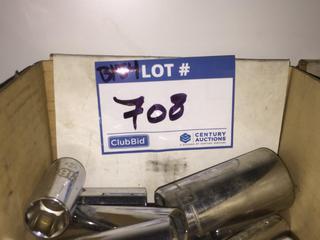 LOT #
708
ClubBid
CENTURY
AUCTIONS